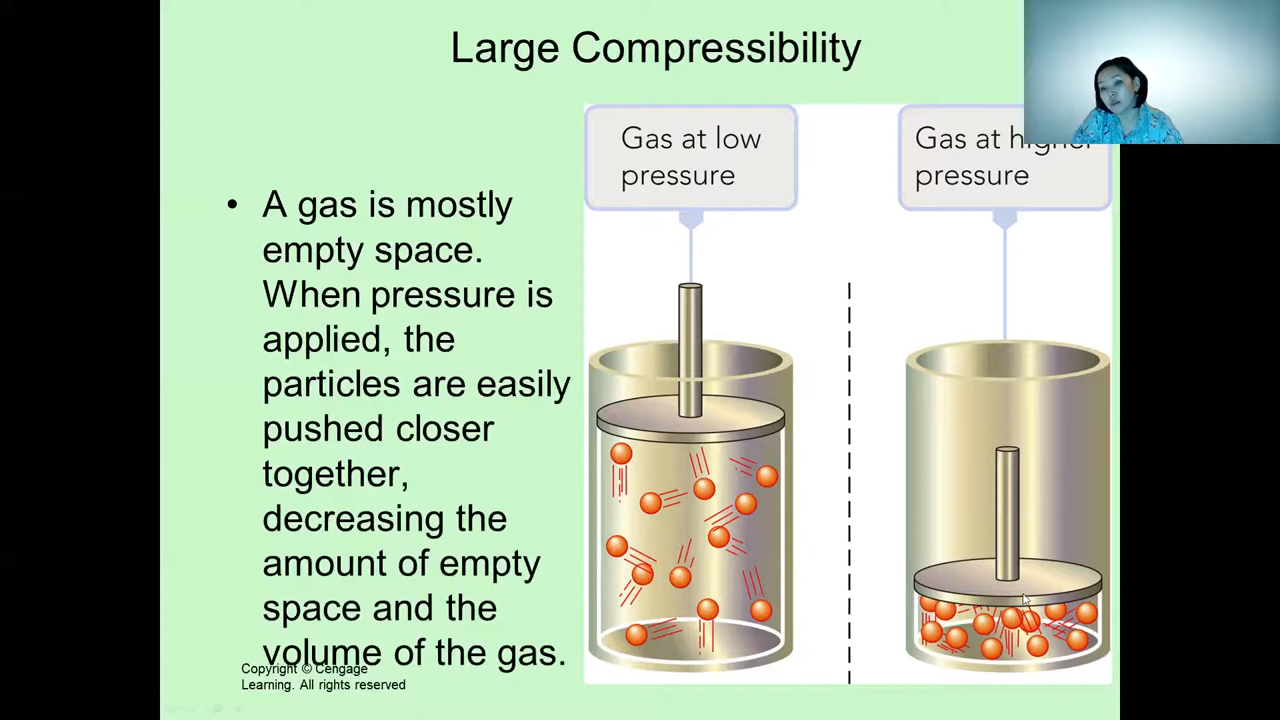 Large Compressibility
Gas at low
pressure
Gas at higher
pressure
• A gas is mostly
empty space.
When pressure is
applied, the
particles are easily
pushed closer
together,
decreasing the
amount of empty
space and the
volume of the gas.
Copyright © Cengage
Learning. All rights reserved